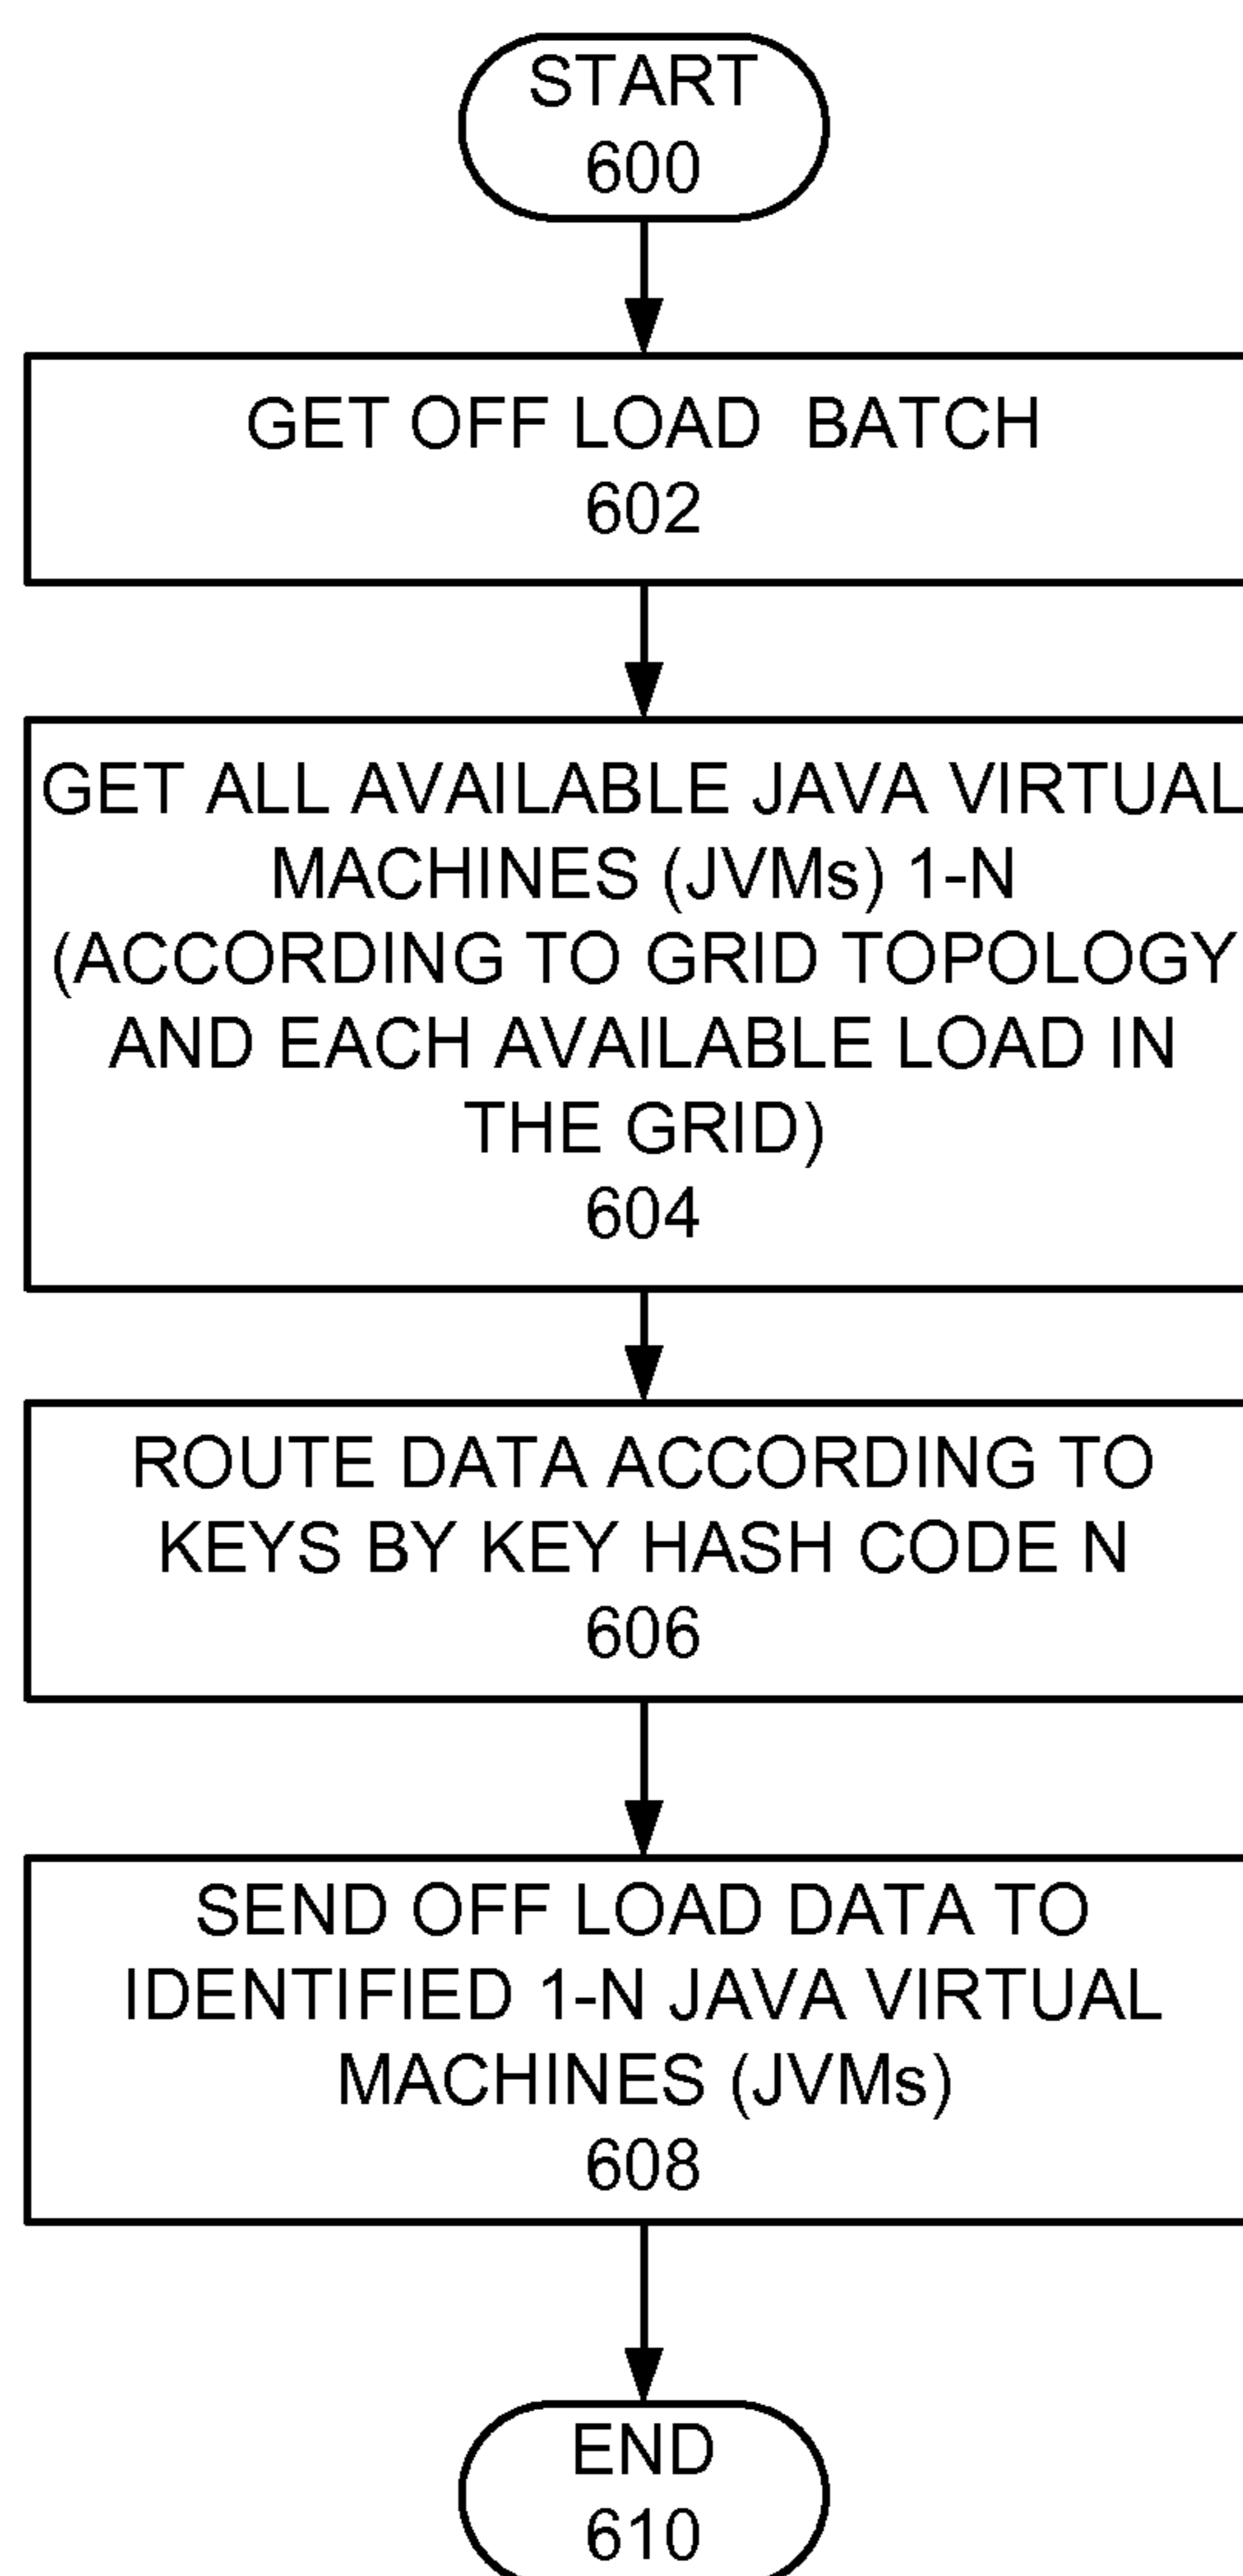 START
600
GET OFF LOAD BATCH
602
GET ALL AVAILABLE JAVA VIRTUAL
MACHINES (JVMs) 1-N
(ACCORDING TO GRID TOPOLOGY
AND EACH AVAILABLE LOAD IN
THE GRID)
604
ROUTE DATA ACCORDING TO
KEYS BY KEY HASH CODE N
606
SEND OFF LOAD DATA TO
IDENTIFIED 1-N JAVA VIRTUAL
MACHINES (JVMs)
608
END
610